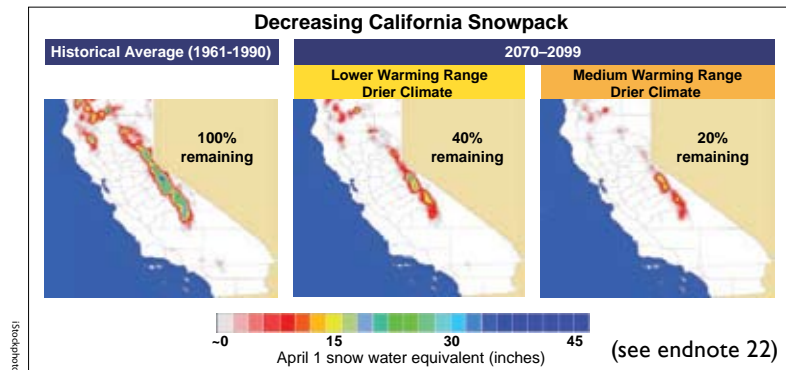 Decreasing California Snowpack
Historical Average (1961-1990)
2070–2099
Lower Warming Range
Drier Climate
Medium Warming Range
Drier Climate
100%
remaining
40%
remaining
20%
remaining
~0
15
30
45
April 1 snow water equivalent (inches)
(see endnote 22)
iStockphoto